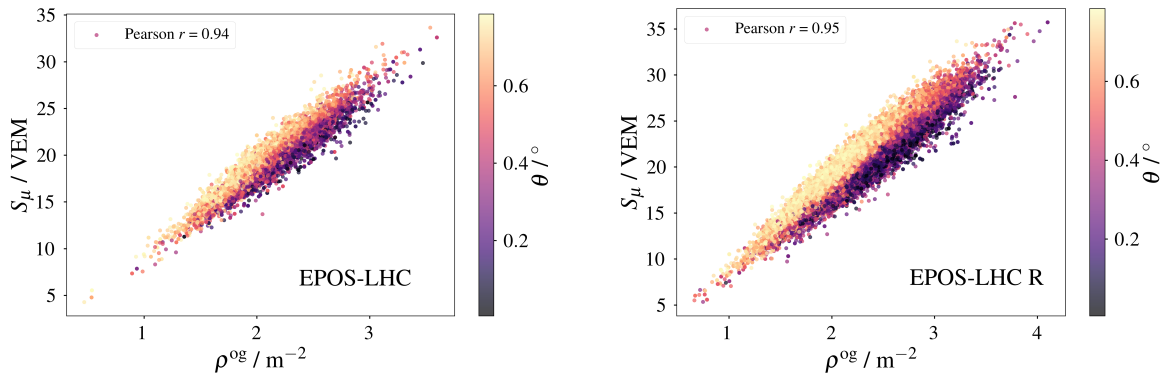 Pearson r = 0.94
35
30
25
20
15
10
5
S_μ / VEM
1
2
3
ρ^og / m^−2
EPOS-LHC
0.6
0.4
0.2
θ / °
Pearson r = 0.95
35
30
25
20
15
10
5
S_μ / VEM
1
2
3
4
ρ^og / m^−2
EPOS-LHC R
0.6
0.4
0.2
θ / °